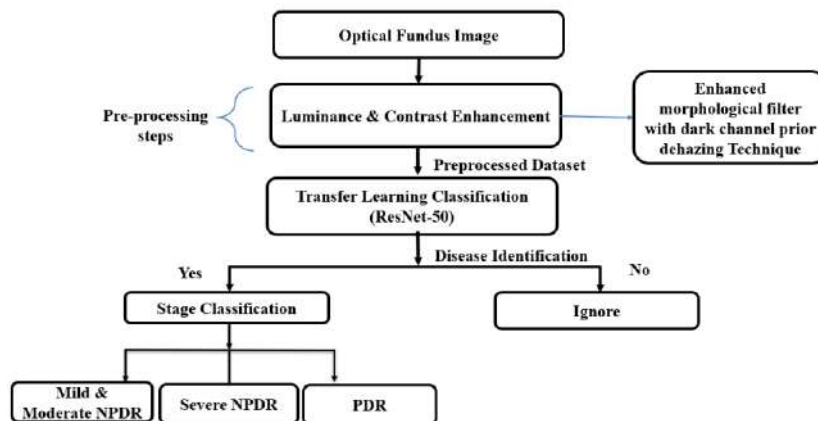 Optical Fundus Image
Pre-processing
steps
Luminance & Contrast Enhancement
Enhanced
morphological filter
with dark channel prior
dehazing Technique
Preprocessed Dataset
Transfer Learning Classification
(ResNet-50)
Disease Identification
Yes
No
Stage Classification
Ignore
Mild &
Moderate NPDR
Severe NPDR
PDR